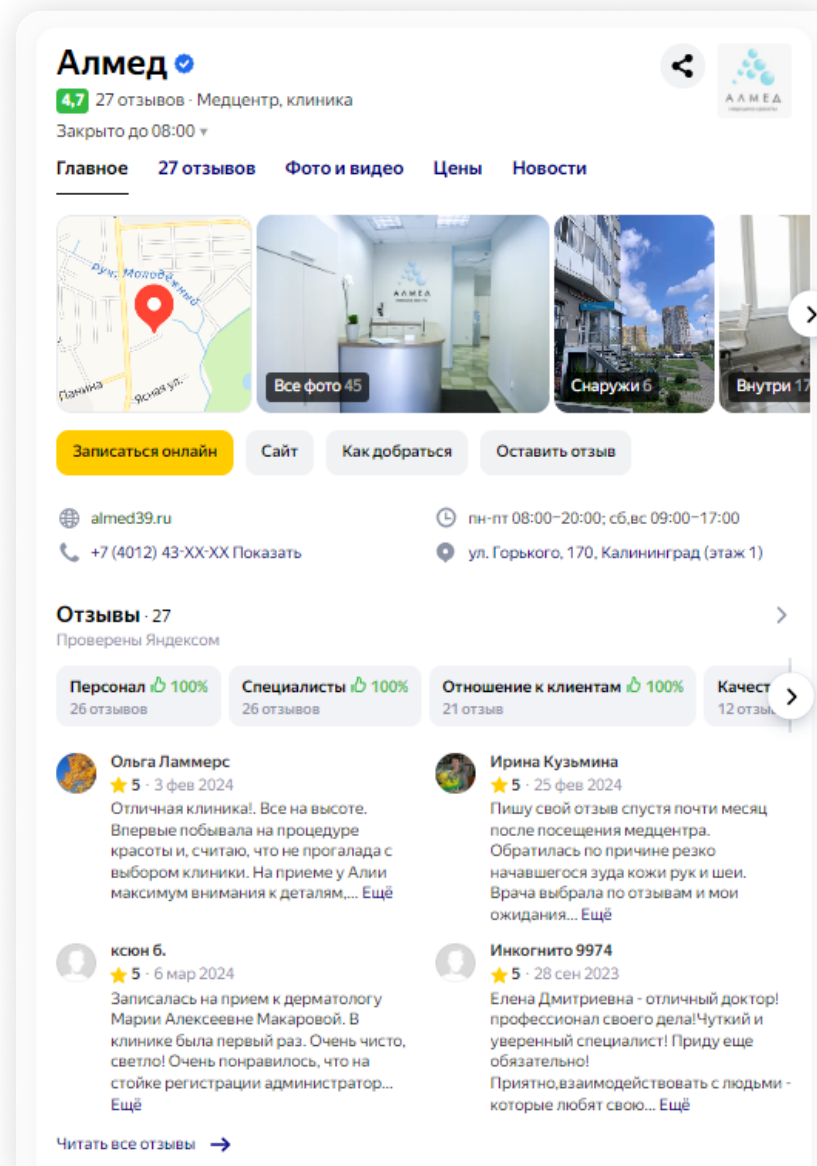 Алмед
4,7 27 отзывов · Медцентр, клиника
Закрыто до 08:00
АЛМЕД
Главное 27 отзывов Фото и видео Цены Новости
руч. Молодёжный
Панина
Ясная ул.
АЛМЕД
Все фото 45
Снаружи 6
Внутри 17
Записаться онлайн Сайт Как добраться Оставить отзыв
almed39.ru
пн-пт 08:00–20:00; сб,вс 09:00–17:00
+7 (4012) 43-XX-XX Показать
ул. Горького, 170, Калининград (этаж 1)
Отзывы · 27
Проверены Яндексом
Персонал 100%
26 отзывов
Специалисты 100%
26 отзывов
Отношение к клиентам 100%
21 отзыв
Качест
12 отзы
Ольга Ламмерс
5 · 3 фев 2024
Отличная клиника!. Все на высоте.
Впервые побывала на процедуре
красоты и, считаю, что не прогалада с
выбором клиники. На приеме у Алии
максимум внимания к деталям,... Ещё
Ирина Кузьмина
5 · 25 фев 2024
Пишу свой отзыв спустя почти месяц
после посещения медцентра.
Обратилась по причине резко
начавшегося зуда кожи рук и шеи.
Врача выбрала по отзывам и мои
ожидания... Ещё
ксюн б.
5 · 6 мар 2024
Записалась на прием к дерматологу
Марии Алексеевне Макаровой. В
клинике была первый раз. Очень чисто,
светло! Очень понравилось, что на
стойке регистрации администратор...
Ещё
Инкогнито 9974
5 · 28 сен 2023
Елена Дмитриевна - отличный доктор!
профессионал своего дела!Чуткий и
уверенный специалист! Приду еще
обязательно!
Приятно,взаимодействовать с людьми -
которые любят свою... Ещё
Читать все отзывы